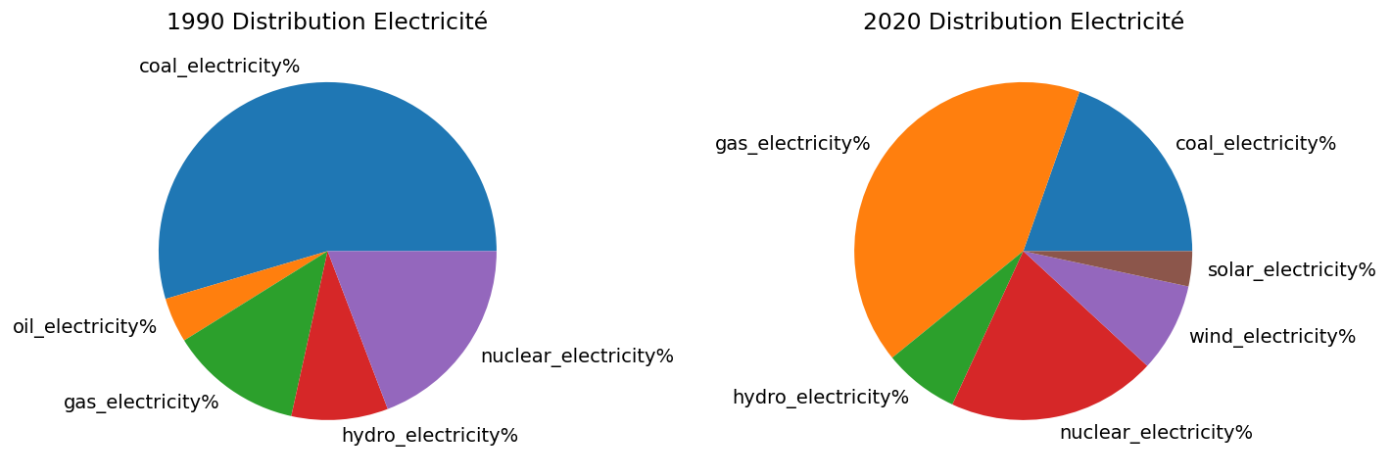 1990 Distribution Electricité
coal_electricity%
oil_electricity%
gas_electricity%
hydro_electricity%
nuclear_electricity%
2020 Distribution Electricité
coal_electricity%
gas_electricity%
hydro_electricity%
nuclear_electricity%
wind_electricity%
solar_electricity%